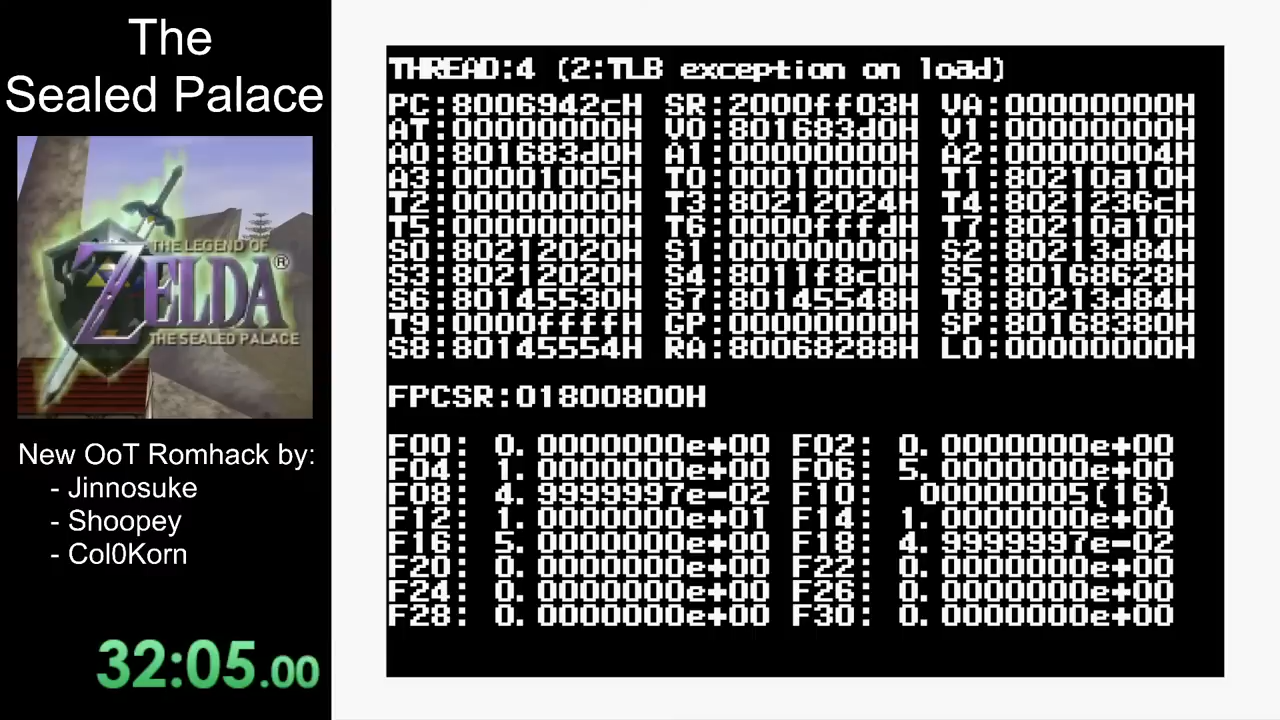 The
Sealed Palace
THE LEGEND OF
ZELDA®
THE SEALED PALACE
New OoT Romhack by:
- Jinnosuke
- Shoopey
- Col0Korn
32:05.00
THREAD:4 (2:TLB exception on load)
PC:8006942cH SR:2000ff03H VA:00000000H
AT:00000000H V0:801683d0H V1:00000000H
A0:801683d0H A1:00000000H A2:00000004H
A3:00001005H T0:00010000H T1:80210a10H
T2:00000000H T3:80212024H T4:8021236cH
T5:00000000H T6:0000fffdH T7:80210a10H
S0:80212020H S1:00000000H S2:80213d84H
S3:80212020H S4:8011f8c0H S5:80168628H
S6:80145530H S7:80145548H T8:80213d84H
T9:0000ffffH GP:00000000H SP:80168380H
S8:80145554H RA:80068288H LO:00000000H
FPCSR:01800800H
F00: 0.0000000e+00 F02: 0.0000000e+00
F04: 1.0000000e+00 F06: 5.0000000e+00
F08: 4.9999997e-02 F10: 00000005(16)
F12: 1.0000000e+01 F14: 1.0000000e+00
F16: 5.0000000e+00 F18: 4.9999997e-02
F20: 0.0000000e+00 F22: 0.0000000e+00
F24: 0.0000000e+00 F26: 0.0000000e+00
F28: 0.0000000e+00 F30: 0.0000000e+00